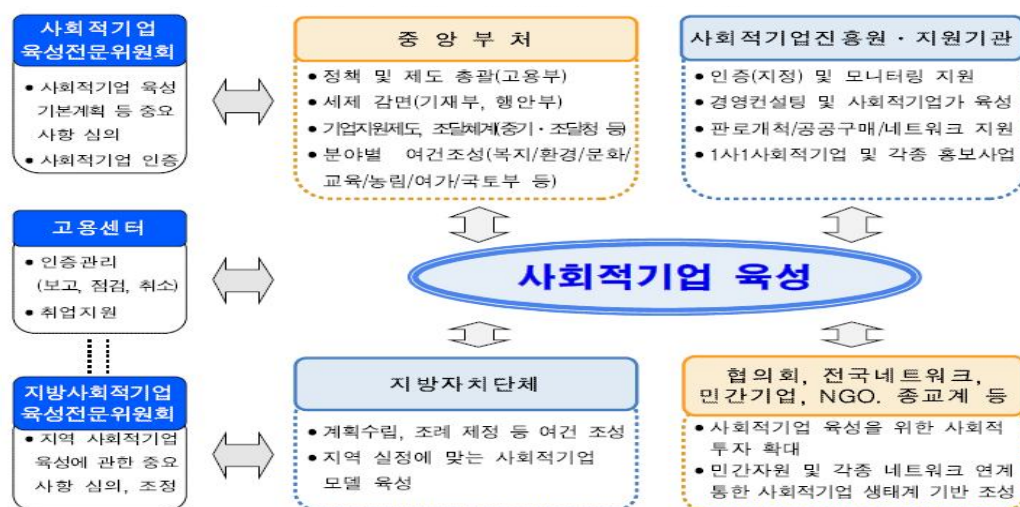 사회적기업
육성전문위원회
• 사회적기업 육성
기본계획 등 중요
사항 심의
• 사회적기업 인증
중앙부처
• 정책 및 제도 총괄(고용부)
• 세제 감면(기재부, 행안부)
• 기업지원제도, 조달체계(중기·조달청 등)
• 분야별 여건조성(복지/환경/문화/
교육/농림/여가/국토부 등)
사회적기업진흥원·지원기관
• 인증(지정) 및 모니터링 지원
• 경영컨설팅 및 사회적기업가 육성
• 판로개척/공공구매/네트워크 지원
• 1사1사회적기업 및 각종 홍보사업
고용센터
• 인증관리
(보고, 점검, 취소)
• 취업지원
사회적기업 육성
지방사회적기업
육성전문위원회
• 지역 사회적기업
육성에 관한 중요
사항 심의, 조정
지방자치단체
• 계획수립, 조례 제정 등 여건 조성
• 지역 실정에 맞는 사회적기업
모델 육성
협의회, 전국네트워크,
민간기업, NGO. 종교계 등
• 사회적기업 육성을 위한 사회적
투자 확대
• 민간자원 및 각종 네트워크 연계
통한 사회적기업 생태계 기반 조성